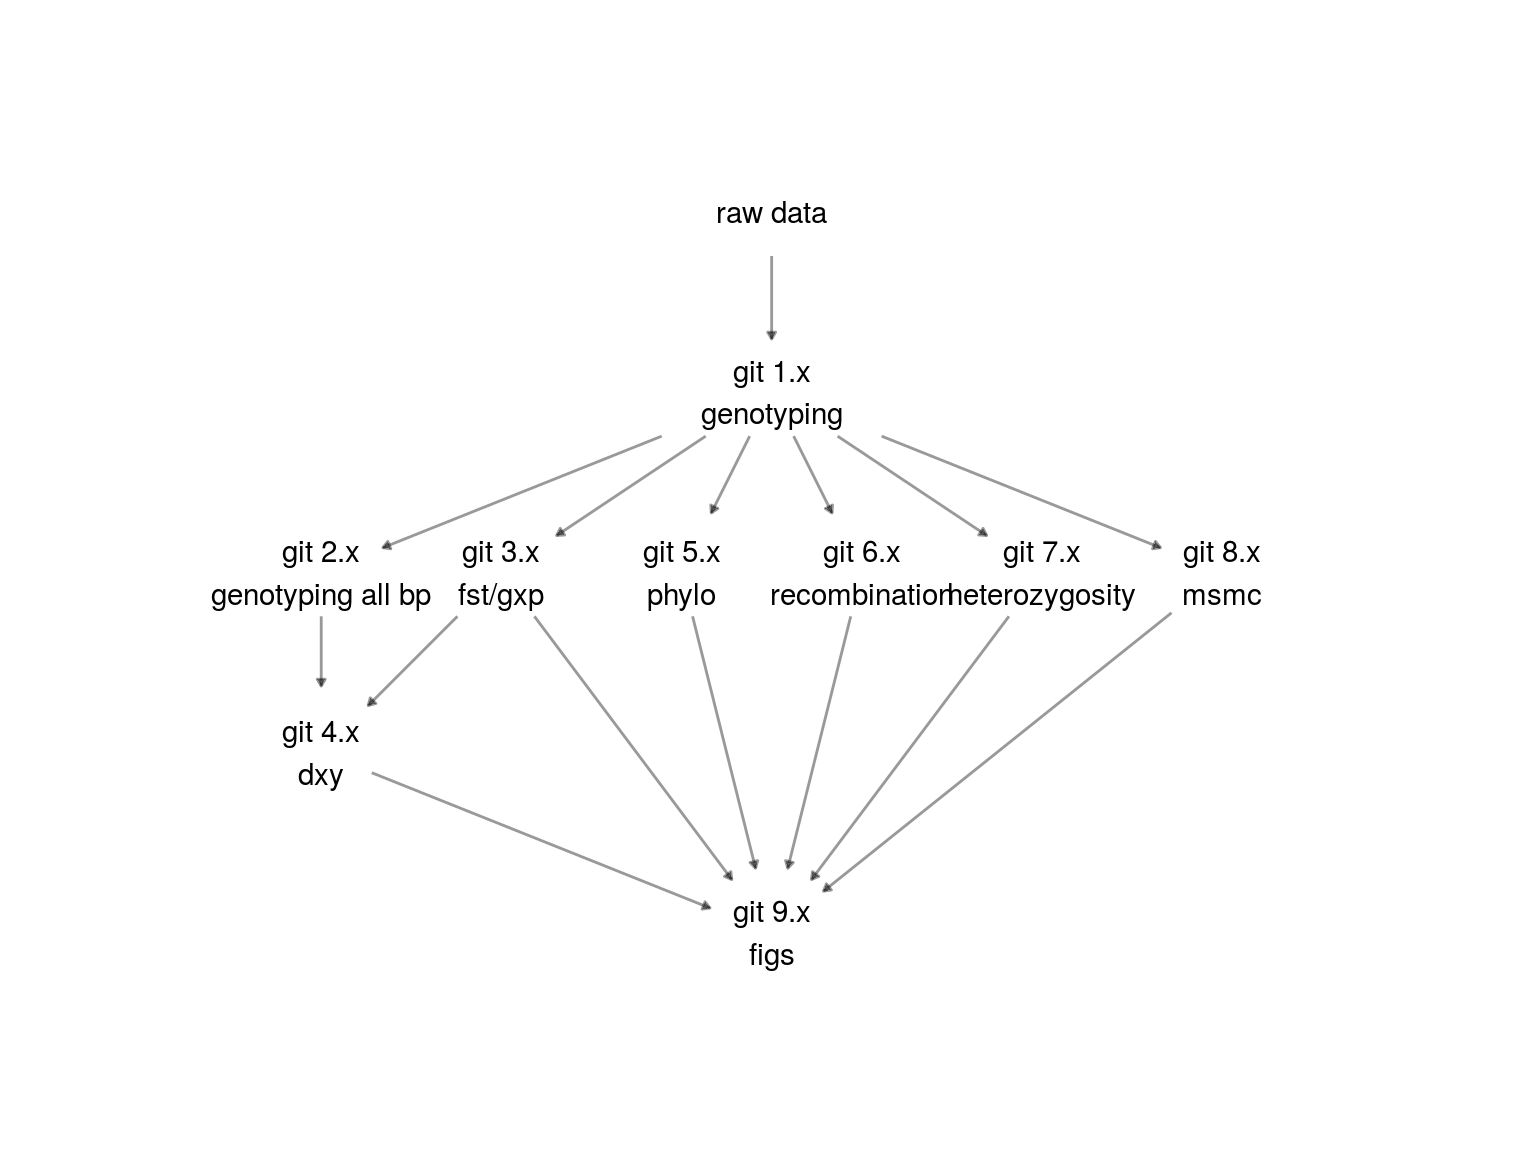 raw data
git 1.x
genotyping
git 2.x
genotyping all bp
git 3.x
fst/gxp
git 5.x
phylo
git 6.x
recombination
git 7.x
heterozygosity
git 8.x
msmc
git 4.x
dxy
git 9.x
figs